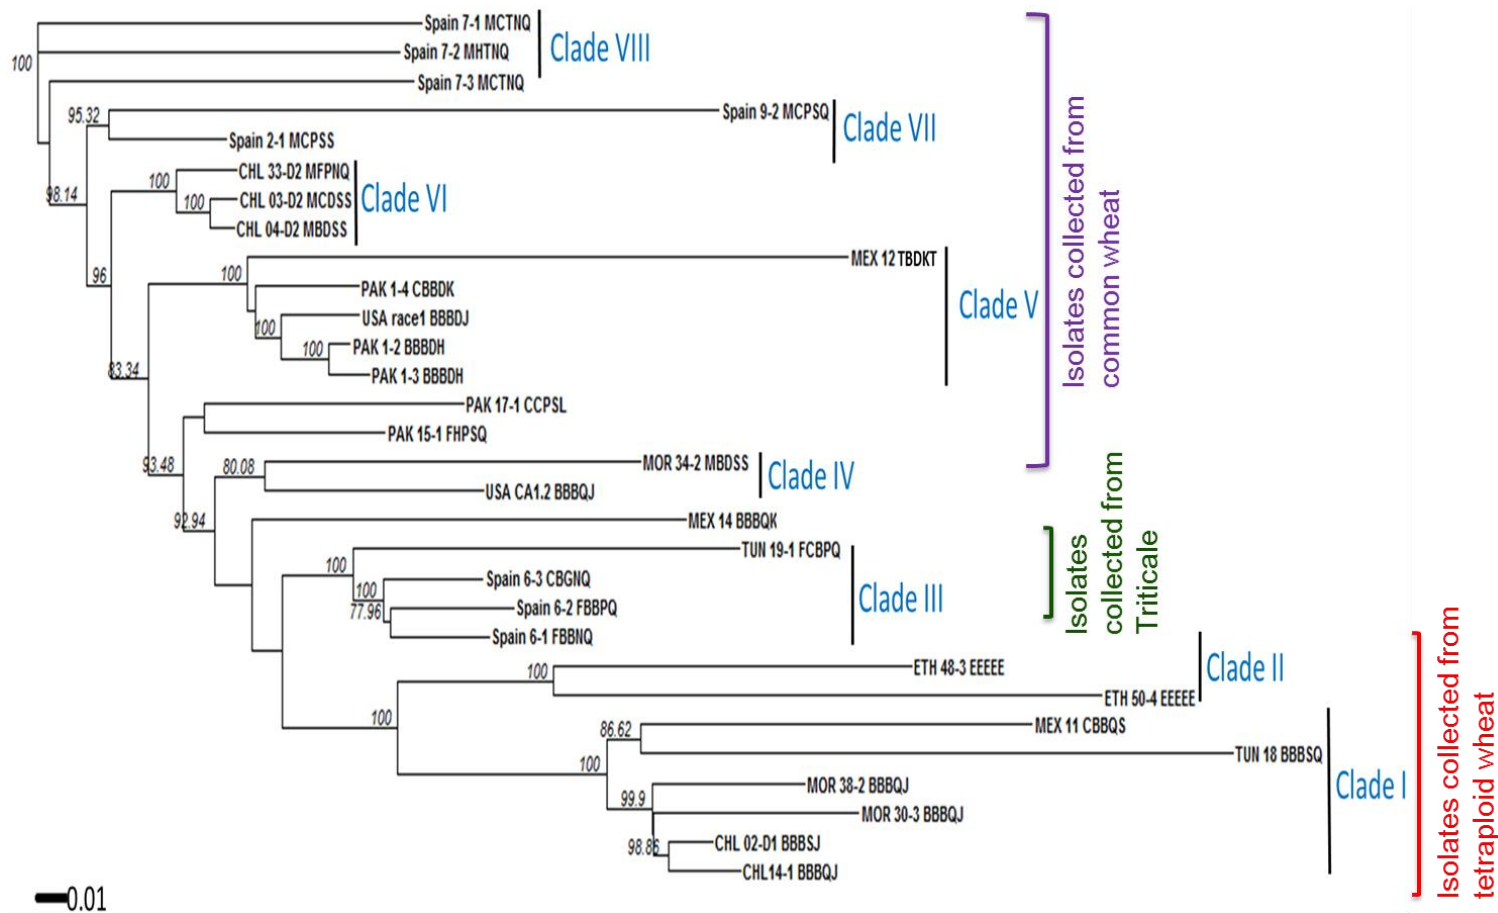 Spain 7-1 MCTNQ
Clade VIII
Spain 7-2 MHTNQ
100
Spain 7-3 MCTNQ
95.32
Spain 9-2 MCPSQ
Clade VII
Spain 2-1 MCPSS
98.14
100
CHL 33-D2 MFPNQ
100
CHL 03-D2 MCDSS
Clade VI
CHL 04-D2 MBDSS
Isolates collected from
common wheat
96
100
MEX 12 TBDKT
PAK 1-4 CBBDK
Clade V
100
USA race1 BBBDJ
100
PAK 1-2 BBBDH
83.34
PAK 1-3 BBBDH
PAK 17-1 CCPSL
PAK 15-1 FHPSQ
93.48
80.08
MOR 34-2 MBDSS
Clade IV
USA CA1.2 BBBQJ
92.94
MEX 14 BBBQK
TUN 19-1 FCBPQ
100
100
Spain 6-3 CBGNQ
Clade III
77.96
Spain 6-2 FBBPQ
Spain 6-1 FBBNQ
Isolates
collected from
Triticale
100
ETH 48-3 EEEEE
Clade II
ETH 50-4 EEEEE
100
86.62
MEX 11 CBBQS
TUN 18 BBBSQ
100
99.9
MOR 38-2 BBBQJ
Clade I
MOR 30-3 BBBQJ
98.86
CHL 02-D1 BBBSJ
CHL14-1 BBBQJ
Isolates collected from
tetraploid wheat
0.01